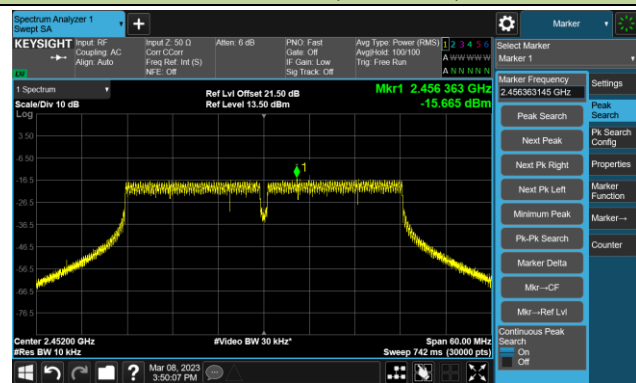 Spectrum Analyzer 1
Swept SA
Marker
KEYSIGHT
Input: RF
Coupling: AC
Align: Auto
Input Z: 50 Ω
Corr CCorr
Freq Ref: Int (S)
NFE: Off
Atten: 6 dB
PNO: Fast
Gate: Off
IF Gain: Low
Sig Track: Off
Avg Type: Power (RMS)
Avg|Hold: 100/100
Trig: Free Run
1 2 3 4 5 6
A W W W W W
A N N N N N
Select Marker
Marker 1
LXI
1 Spectrum
Scale/Div 10 dB
Log
Ref Lvl Offset 21.50 dB
Ref Level 13.50 dBm
Mkr1 2.456 363 GHz
-15.665 dBm
3.50
-6.50
-16.5
-26.5
-36.5
-46.5
-56.5
-66.5
-76.5
1
Center 2.45200 GHz
#Res BW 10 kHz
#Video BW 30 kHz*
Span 60.00 MHz
Sweep 742 ms (30000 pts)
Marker Frequency
2.456363145 GHz
Peak Search
Next Peak
Next Pk Right
Next Pk Left
Minimum Peak
Pk-Pk Search
Marker Delta
Mkr→CF
Mkr→Ref Lvl
Continuous Peak
Search
On
Off
Settings
Peak
Search
Pk Search
Config
Properties
Marker
Function
Marker→
Counter
?
Mar 08, 2023
3:50:07 PM